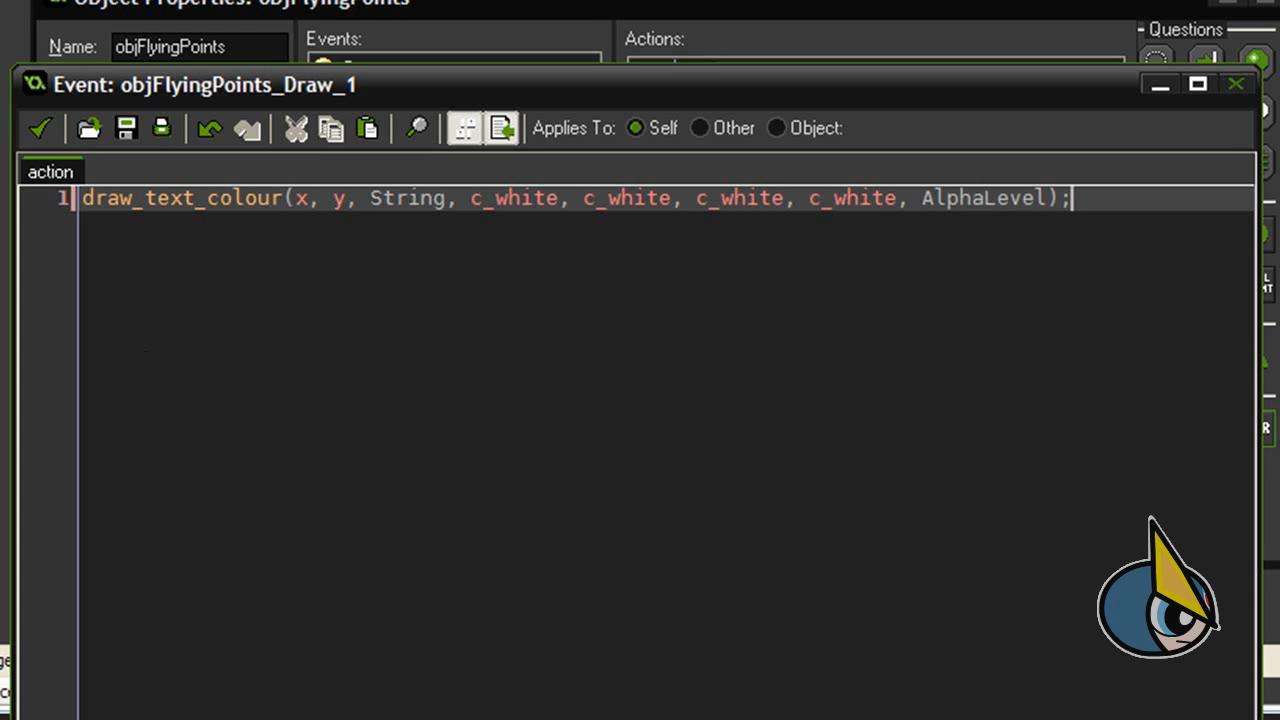 Object Properties: objFlyingPoints
Name: objFlyingPoints
Events:
Actions:
Questions
Event: objFlyingPoints_Draw_1
Applies To: Self Other Object:
action
1 draw_text_colour(x, y, String, c_white, c_white, c_white, c_white, AlphaLevel);